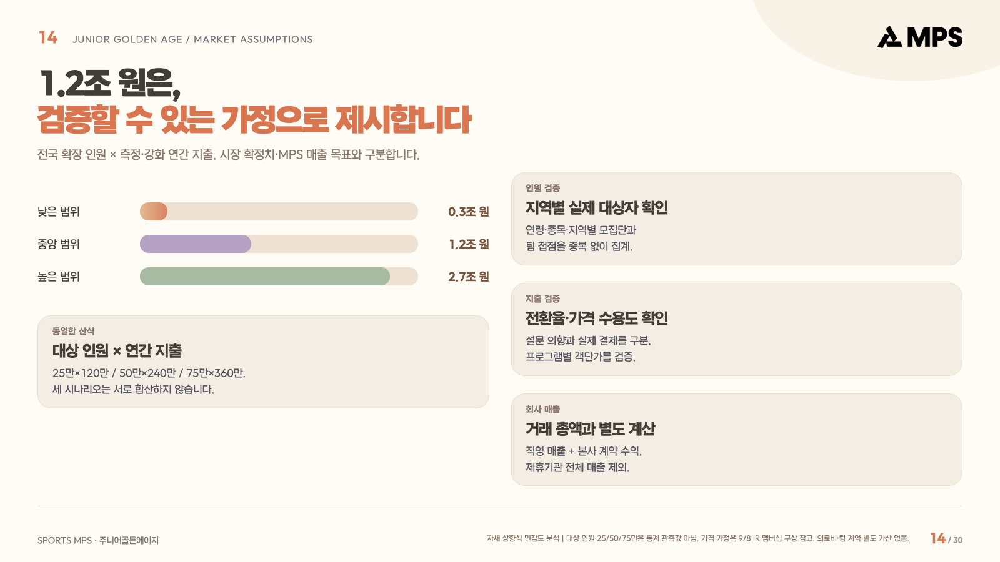 14 JUNIOR GOLDEN AGE / MARKET ASSUMPTIONS
MPS
1.2조 원은,
검증할 수 있는 가정으로 제시합니다
전국 확장 인원 × 측정·강화 연간 지출. 시장 확정치·MPS 매출 목표와 구분합니다.
낮은 범위 0.3조 원
중앙 범위 1.2조 원
높은 범위 2.7조 원
동일한 산식
대상 인원 × 연간 지출
25만×120만 / 50만×240만 / 75만×360만.
세 시나리오는 서로 합산하지 않습니다.
인원 검증
지역별 실제 대상자 확인
연령·종목·지역별 모집단과
팀 접점을 중복 없이 집계.
지출 검증
전환율·가격 수용도 확인
설문 의향과 실제 결제를 구분.
프로그램별 객단가를 검증.
회사 매출
거래 총액과 별도 계산
직영 매출 + 본사 계약 수익.
제휴기관 전체 매출 제외.
SPORTS MPS · 주니어골든에이지
자체 상향식 민감도 분석 | 대상 인원 25/50/75만은 통계 관측값 아님. 가격 가정은 9/8 IR 멤버십 구상 참고. 의료비·팀 계약 별도 가산 없음.
14 / 30